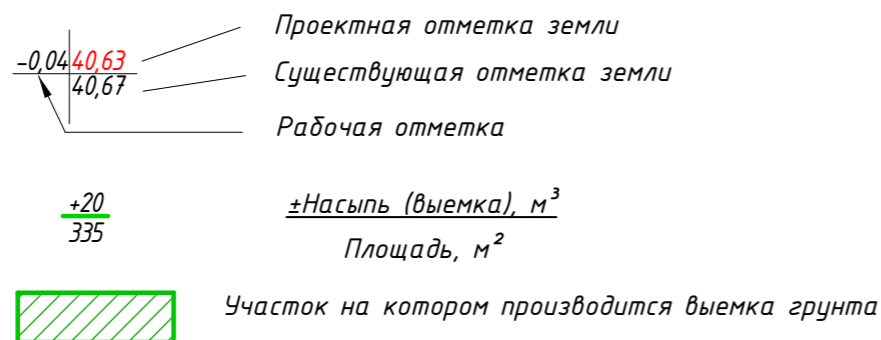 Проектная отметка земли
-0,04 40,63
40,67
Существующая отметка земли
Рабочая отметка
+20
335
±Насыпь (выемка), м³
Площадь, м²
Участок на котором производится выемка грунта